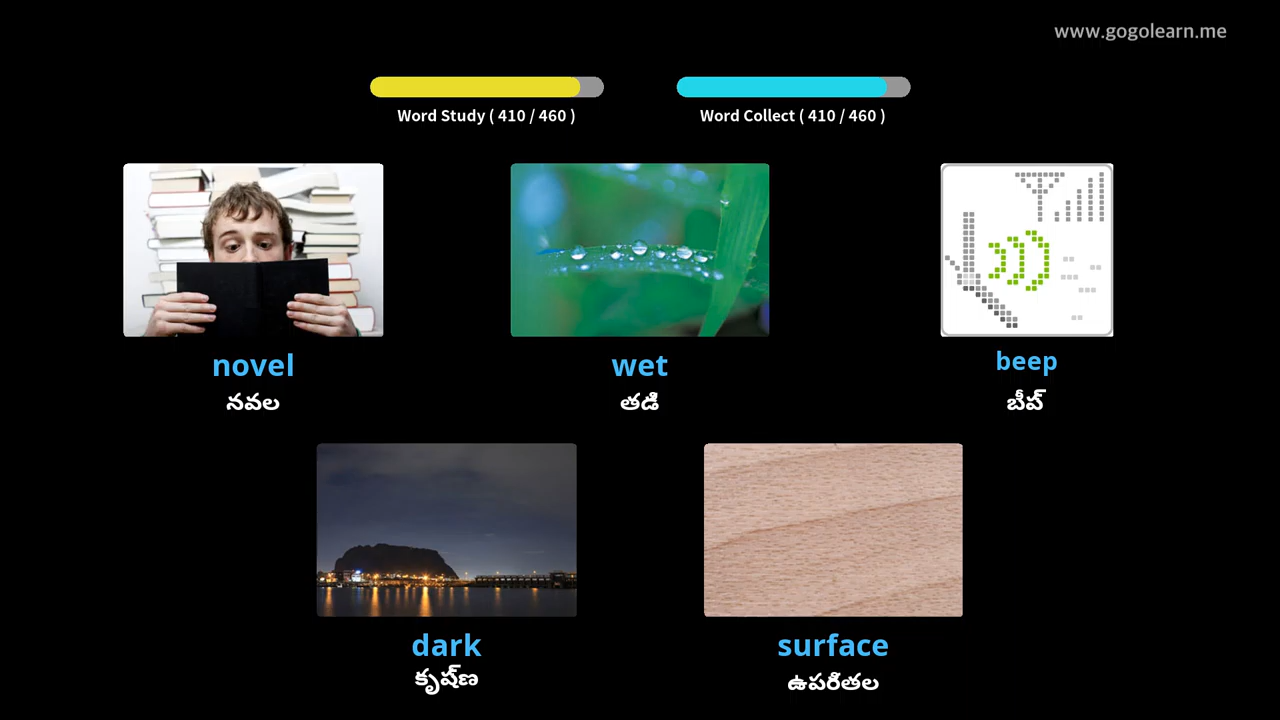 www.gogolearn.me
Word Study ( 410 / 460 )
Word Collect ( 410 / 460 )
novel
నవల
wet
తడి
beep
బీప్
dark
కృష్ణ
surface
ఉపరితల